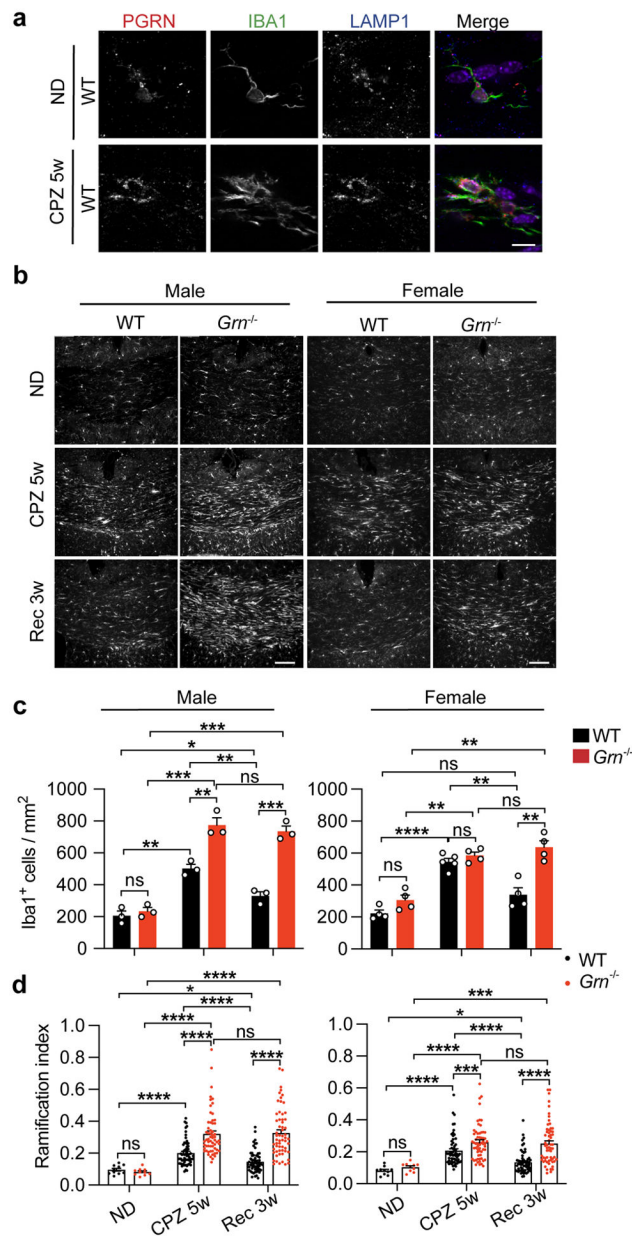 a
PGRN IBA1 LAMP1 Merge
ND
WT
CPZ 5w
WT
b
Male Female
WT Grn-/- WT Grn-/-
ND
CPZ 5w
Rec 3w
c
Male Female
WT
Grn-/-
Iba1+ cells / mm2
1000
800
600
400
200
0
ns
**
***
**
**
*
***
ns
***
1000
800
600
400
200
0
ns
****
**
ns
**
ns
**
ns
**
d
WT
Grn-/-
Ramification index
1.0
0.8
0.6
0.4
0.2
0.0
ns
****
****
****
****
*
****
ns
****
ND CPZ 5w Rec 3w
1.0
0.8
0.6
0.4
0.2
0.0
ns
****
****
***
****
*
***
ns
****
ND CPZ 5w Rec 3w